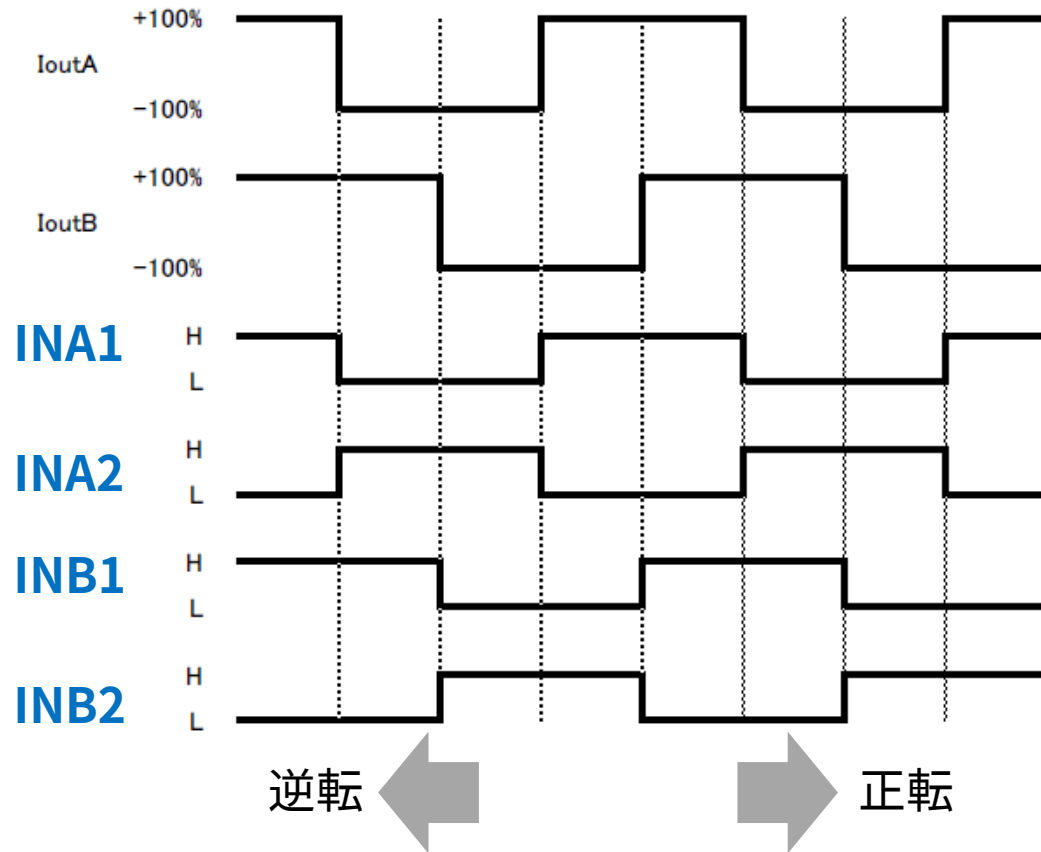 +100%
IoutA
-100%
+100%
IoutB
-100%
INA1
H
L
INA2
H
L
INB1
H
L
INB2
H
L
逆転
正転